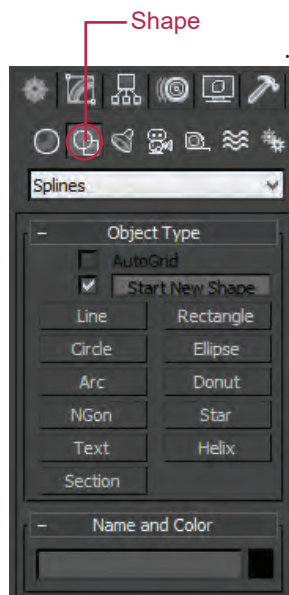 Shape
.
Splines
– Object Type
AutoGrid
Start New Shape
Line Rectangle
Circle Ellipse
Arc Donut
NGon Star
Text Helix
Section
– Name and Color